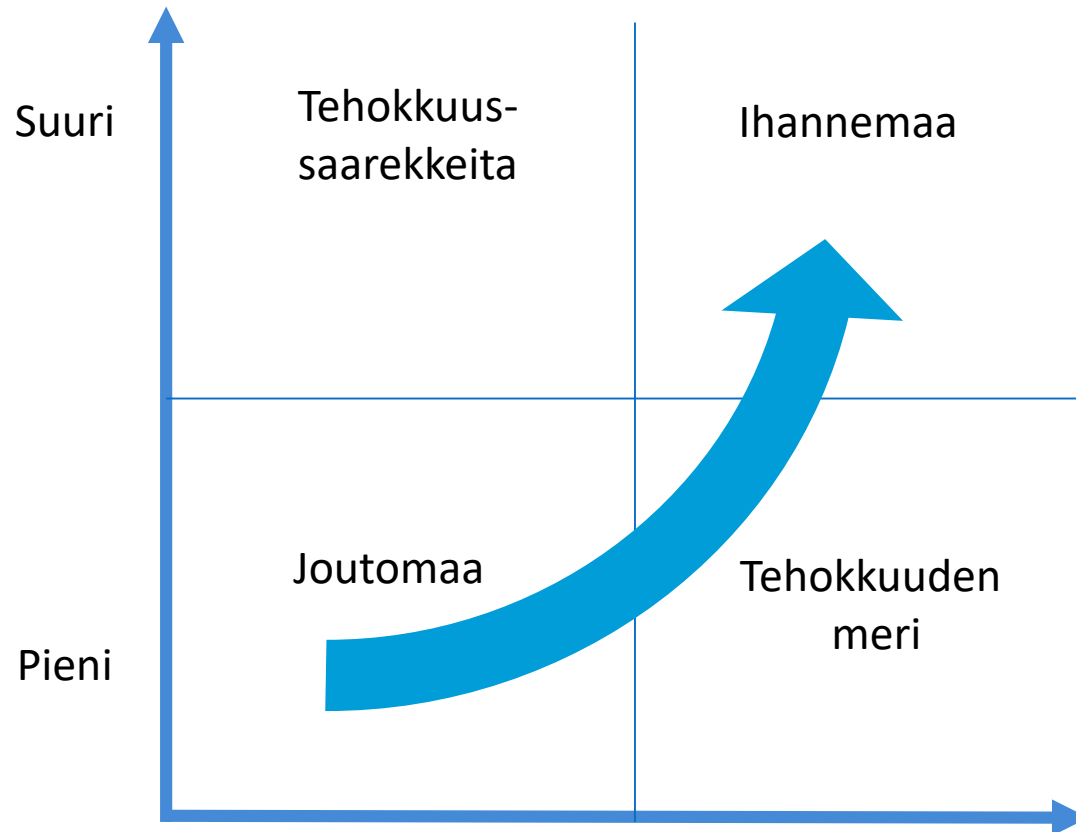 Suuri
Tehokkuus-
saarekkeita
Ihannemaa
Joutomaa
Tehokkuuden
meri
Pieni